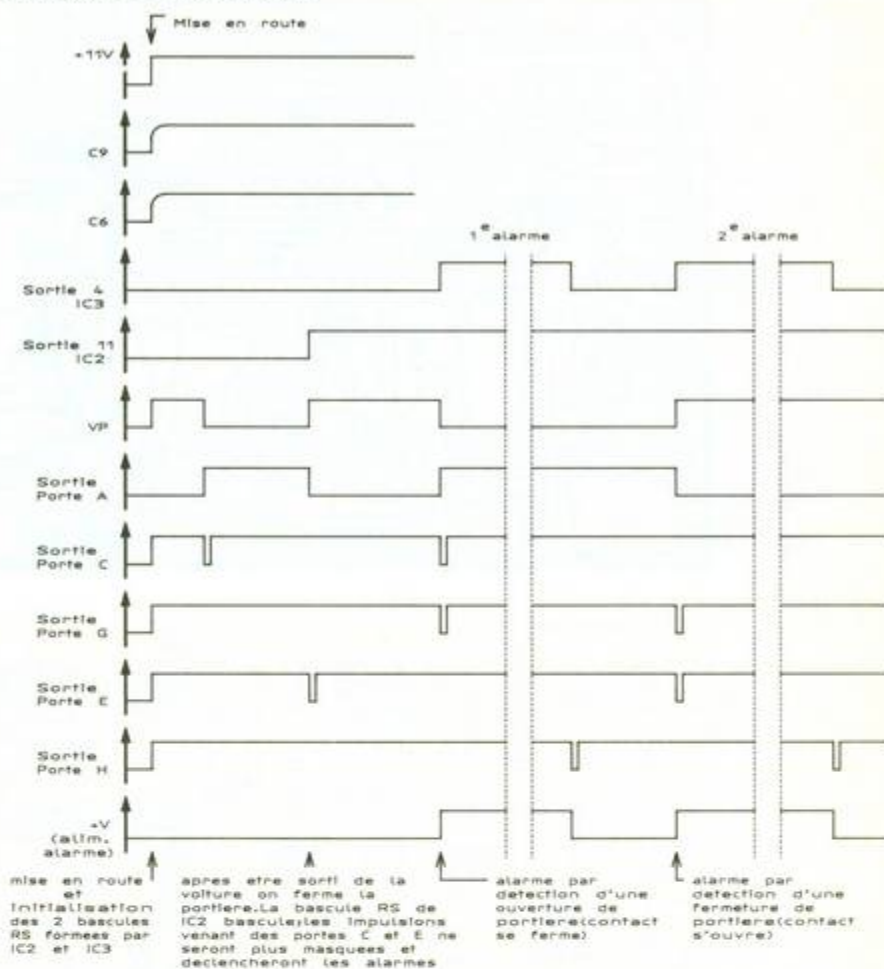 Mise en route
+11V
C9
C6
1e alarme
2e alarme
Sortie 4
IC3
Sortie 11
IC2
VP
Sortie
Porte A
Sortie
Porte C
Sortie
Porte G
Sortie
Porte E
Sortie
Porte H
+V
(alim.
alarme)
mise en route
et
initialisation
des 2 bascules
RS formees par
IC2 et IC3
apres etre sorti de la
voiture on ferme la
portiere.La bascule RS de
IC2 bascule,les impulsions
venant des portes C et E ne
seront plus masquees et
declencheront les alarmes
alarme par
detection d'une
ouverture de
portiere(contact
se ferme)
alarme par
detection d'une
fermeture de
portiere(contact
s'ouvre)